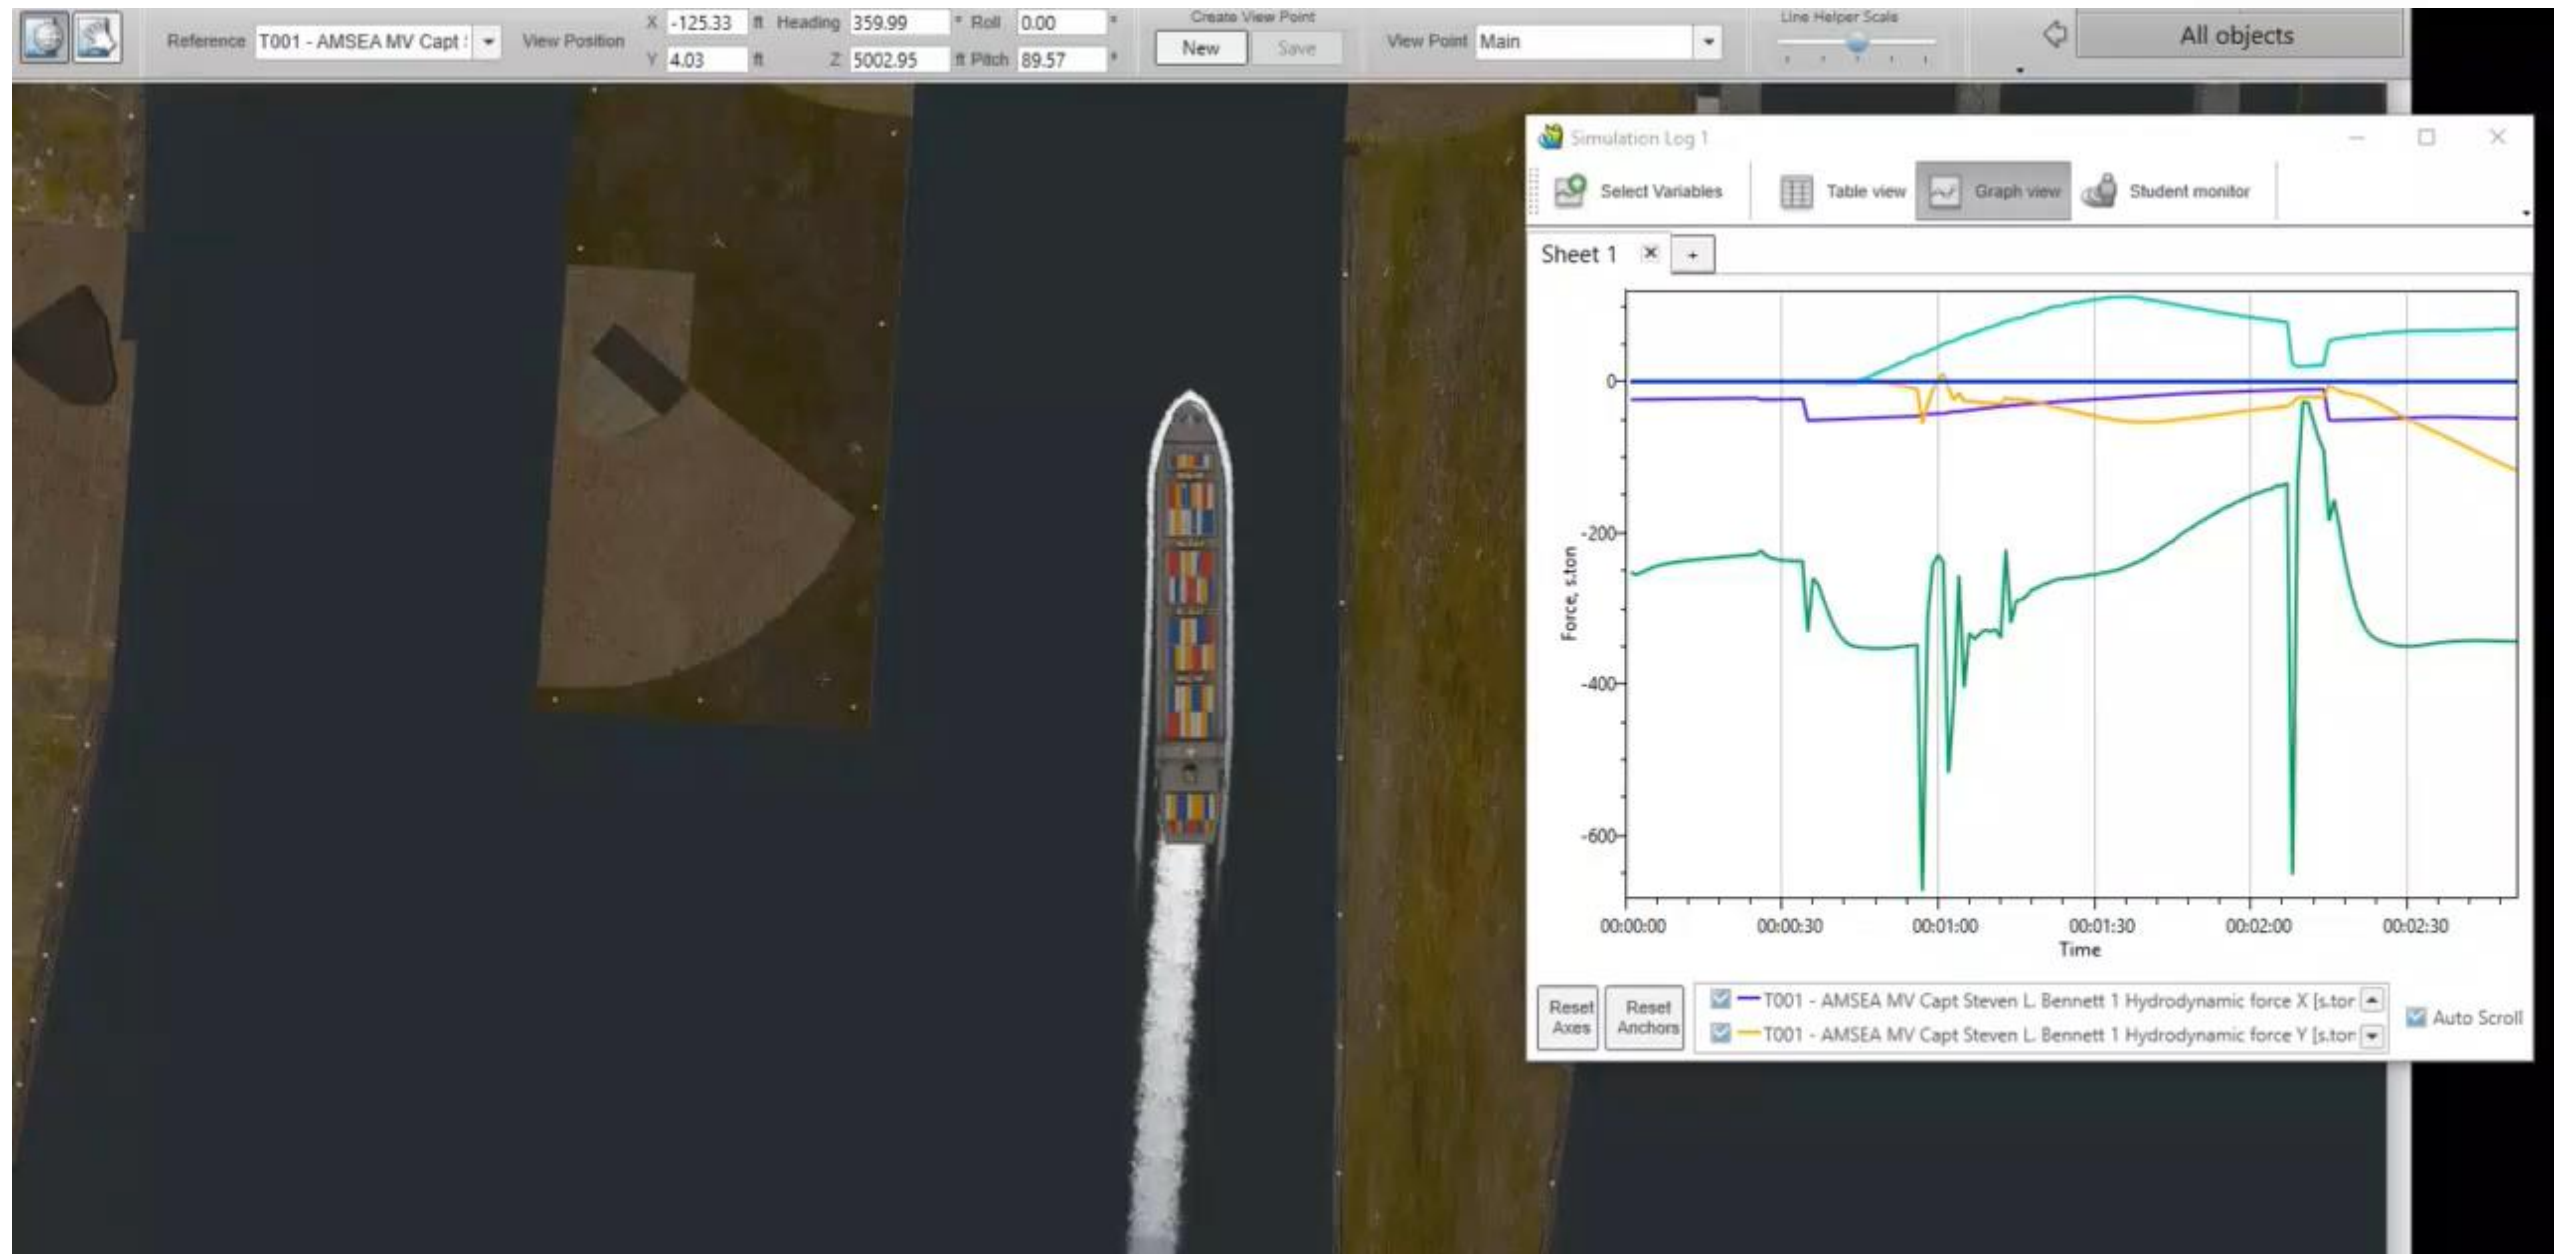 Reference T001 - AMSEA MV Capt View Position X -125.33 ft Heading 359.99 ° Roll 0.00 °
Y 4.03 ft Z 5002.95 ft Pitch 89.57 °
Create View Point
New Save
View Point Main
Line Helper Scale
All objects
Simulation Log 1
Select Variables Table view Graph view Student monitor
Sheet 1 +
0
-200
-400
-600
Force, s.ton
00:00:00 00:00:30 00:01:00 00:01:30 00:02:00 00:02:30
Time
Reset Axes
Reset Anchors
T001 - AMSEA MV Capt Steven L. Bennett 1 Hydrodynamic force X [s.tor
T001 - AMSEA MV Capt Steven L. Bennett 1 Hydrodynamic force Y [s.tor
Auto Scroll